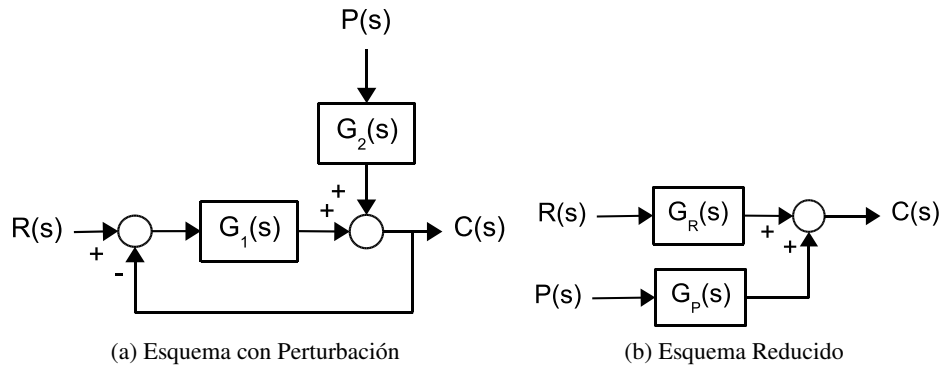 P(s)
G2(s)
+
+
R(s)
+
-
G1(s)
C(s)
(a) Esquema con Perturbación
R(s)
GR(s)
+
+
C(s)
P(s)
GP(s)
(b) Esquema Reducido